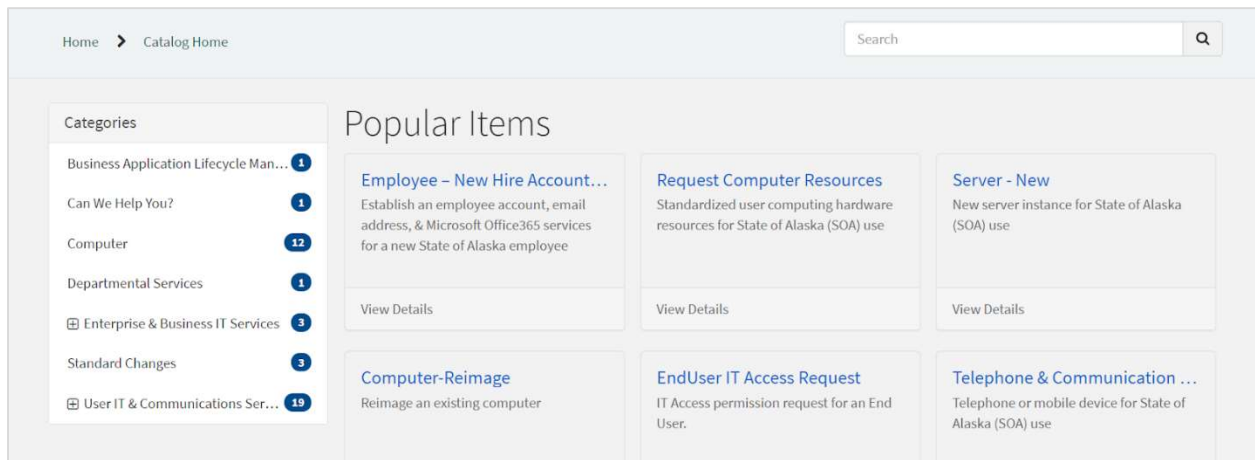 Home > Catalog Home
Search
Categories
Business Application Lifecycle Man... 1
Can We Help You? 1
Computer 12
Departmental Services 1
Enterprise & Business IT Services 3
Standard Changes 3
User IT & Communications Ser... 19
Popular Items
Employee – New Hire Account...
Establish an employee account, email
address, & Microsoft Office365 services
for a new State of Alaska employee
View Details
Request Computer Resources
Standardized user computing hardware
resources for State of Alaska (SOA) use
View Details
Server - New
New server instance for State of Alaska
(SOA) use
View Details
Computer-Reimage
Reimage an existing computer
EndUser IT Access Request
IT Access permission request for an End
User.
Telephone & Communication ...
Telephone or mobile device for State of
Alaska (SOA) use